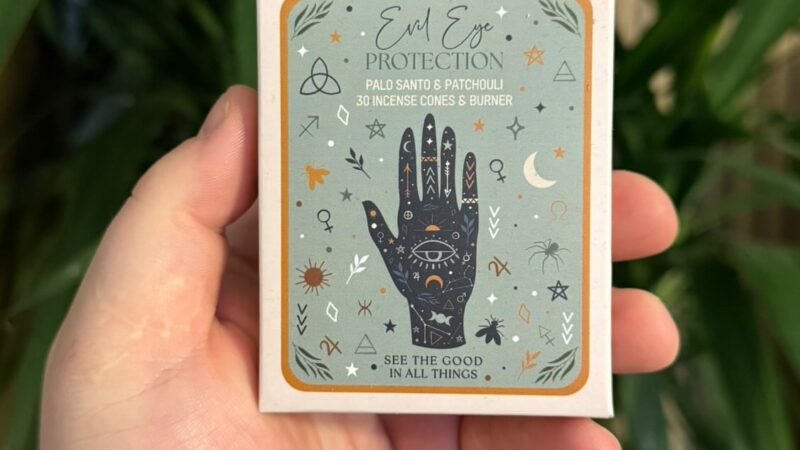 Evil Eye
PROTECTION
PALO SANTO & PATCHOULI
30 INCENSE CONES & BURNER
SEE THE GOOD
IN ALL THINGS